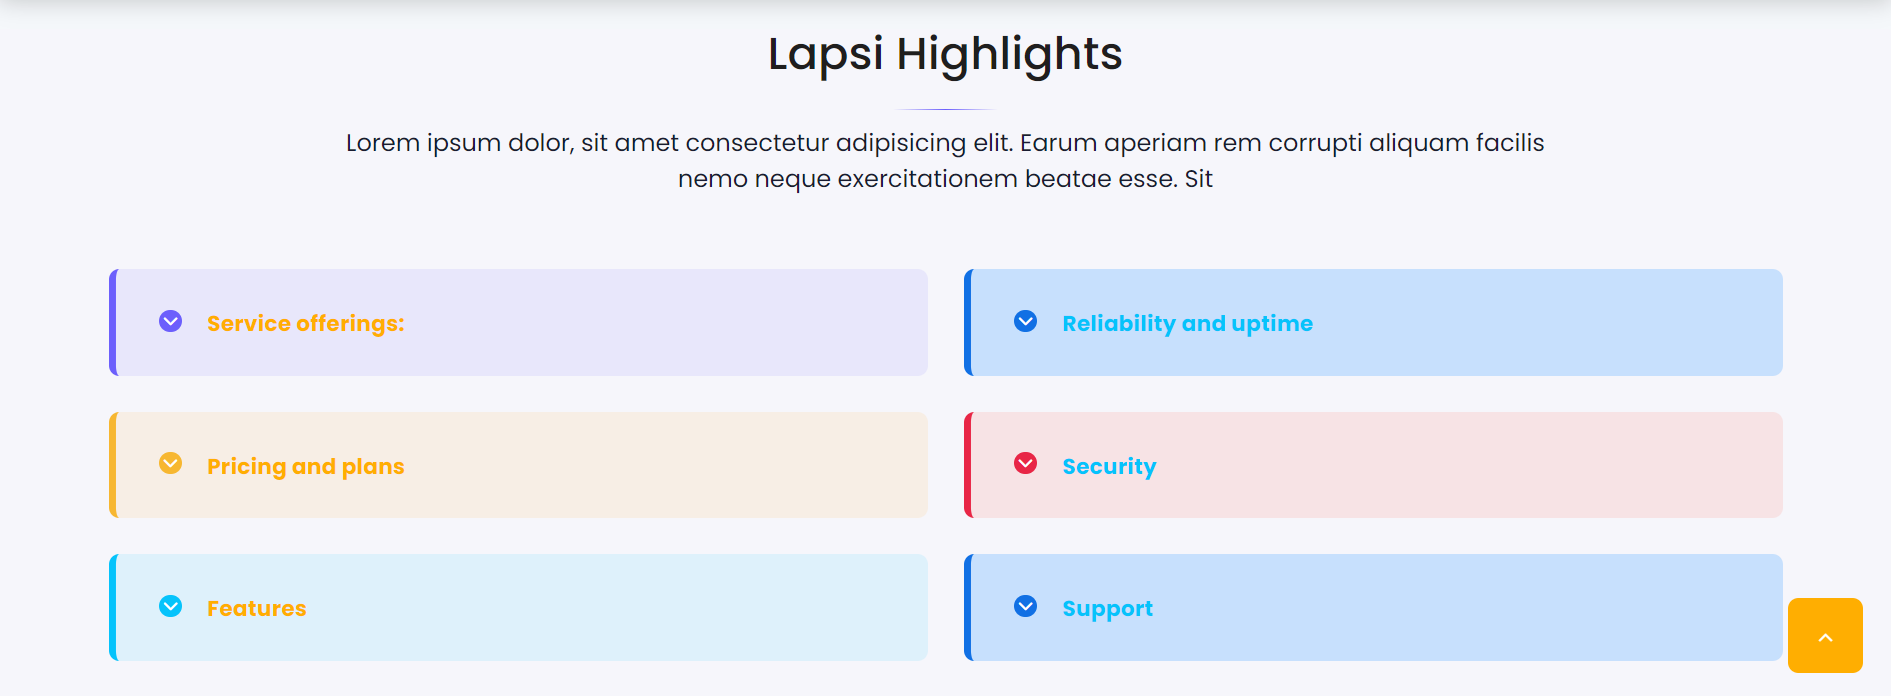 Lapsi Highlights
Lorem ipsum dolor, sit amet consectetur adipisicing elit. Earum aperiam rem corrupti aliquam facilis
nemo neque exercitationem beatae esse. Sit
Service offerings:
Reliability and uptime
Pricing and plans
Security
Features
Support